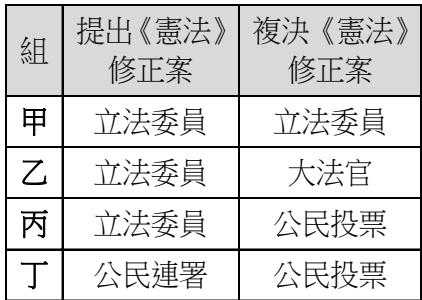 組 提出《憲法》修正案 複決《憲法》修正案
甲 立法委員 立法委員
乙 立法委員 大法官
丙 立法委員 公民投票
丁 公民連署 公民投票